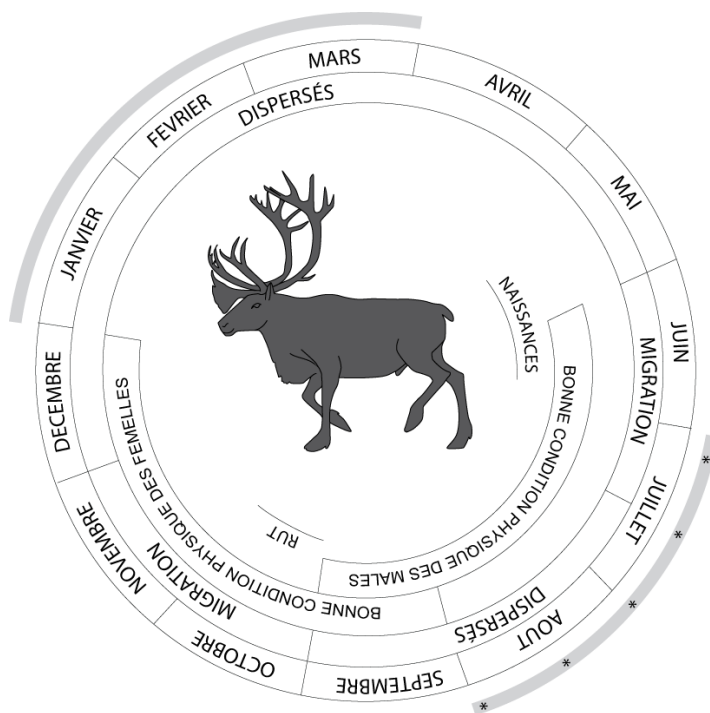 JANVIER
FEVRIER
MARS
AVRIL
MAI
JUIN
JUILLET
AOUT
SEPTEMBRE
OCTOBRE
NOVEMBRE
DECEMBRE
DISPERSÉS
MIGRATION
DISPERSÉS
MIGRATION
NAISSANCES
BONNE CONDITION PHYSIQUE DES MALES
BONNE CONDITION PHYSIQUE DES FEMELLES
RUT
*
*
*
*
*